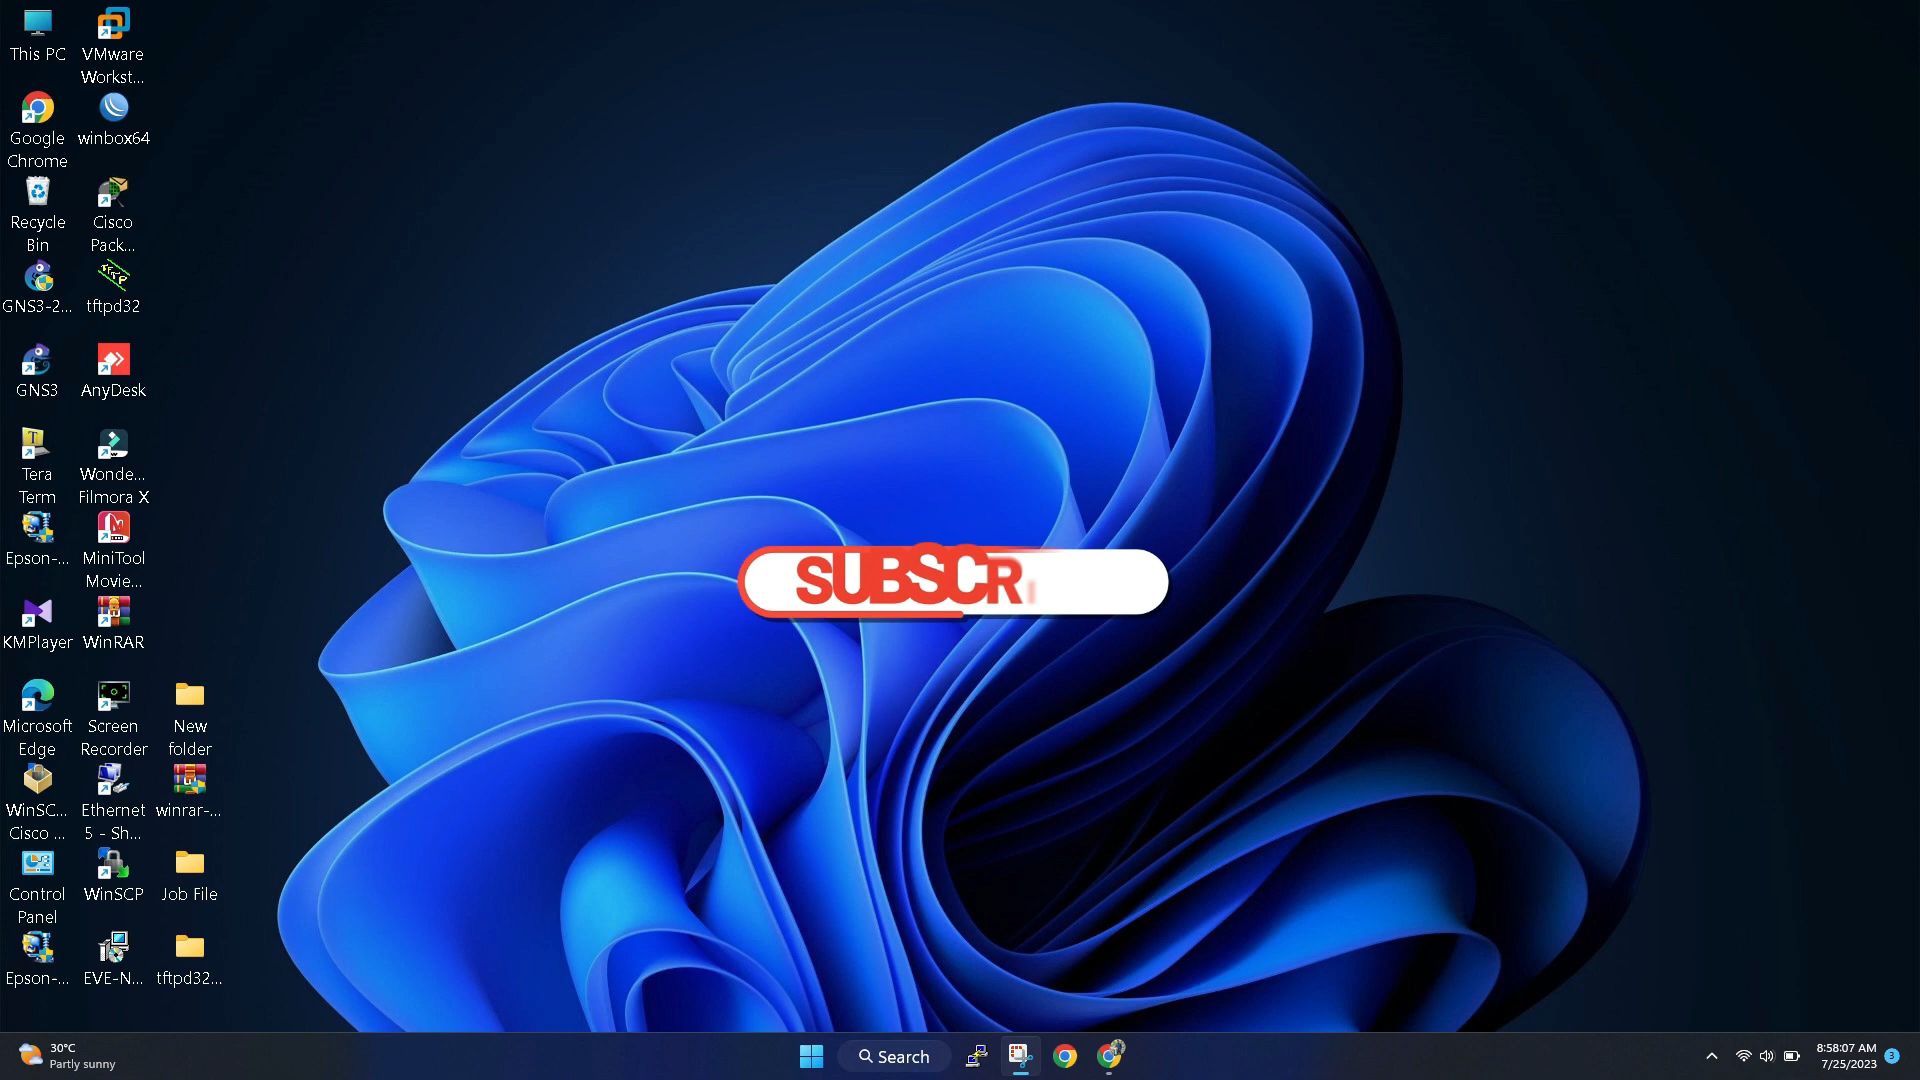 This PC
VMware
Workst...
Google
Chrome
winbox64
Recycle
Bin
Cisco
Pack...
GNS3-2...
tftpd32
GNS3
AnyDesk
Tera
Term
Wonde...
Filmora X
Epson-...
MiniTool
Movie...
KMPlayer
WinRAR
Microsoft
Edge
Screen
Recorder
New
folder
WinSC...
Cisco ...
Ethernet
5 - Sh...
winrar-...
Control
Panel
WinSCP
Job File
Epson-...
EVE-N...
tftpd32...
SUBSCRI
30°C
Partly sunny
Search
8:58:07 AM
7/25/2023
3